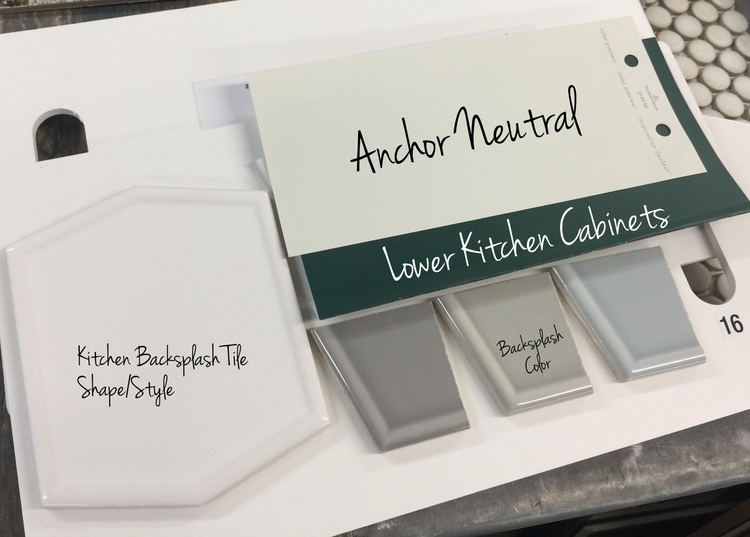 Anchor Neutral
Lower Kitchen Cabinets
Kitchen Backsplash Tile
Shape/Style
Backsplash
Color
16